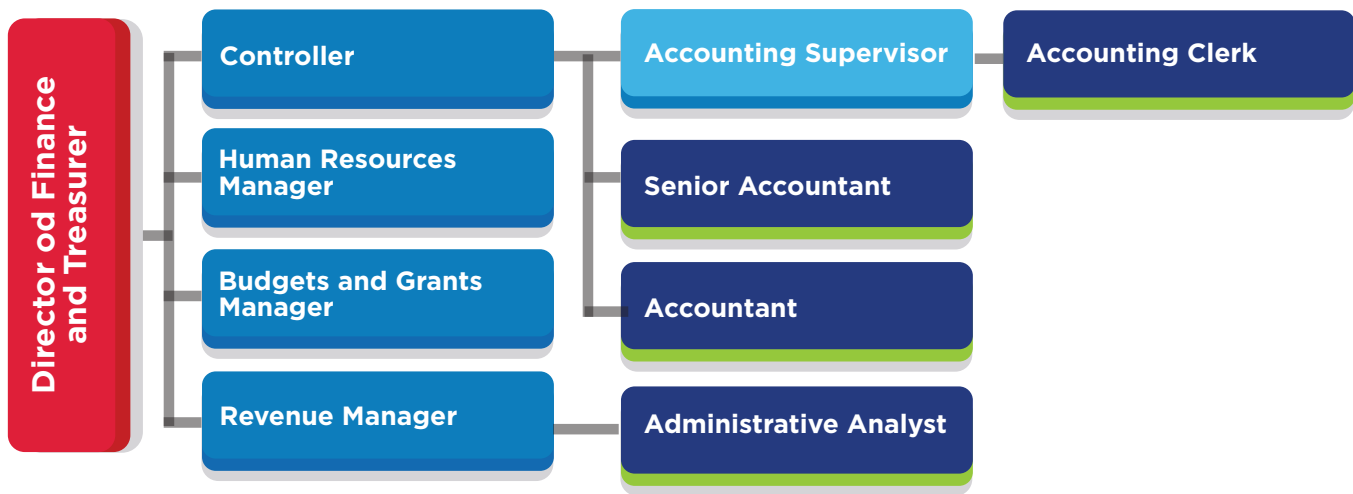 Director od Finance
and Treasurer
Controller
Human Resources
Manager
Budgets and Grants
Manager
Revenue Manager
Accounting Supervisor
Senior Accountant
Accountant
Administrative Analyst
Accounting Clerk